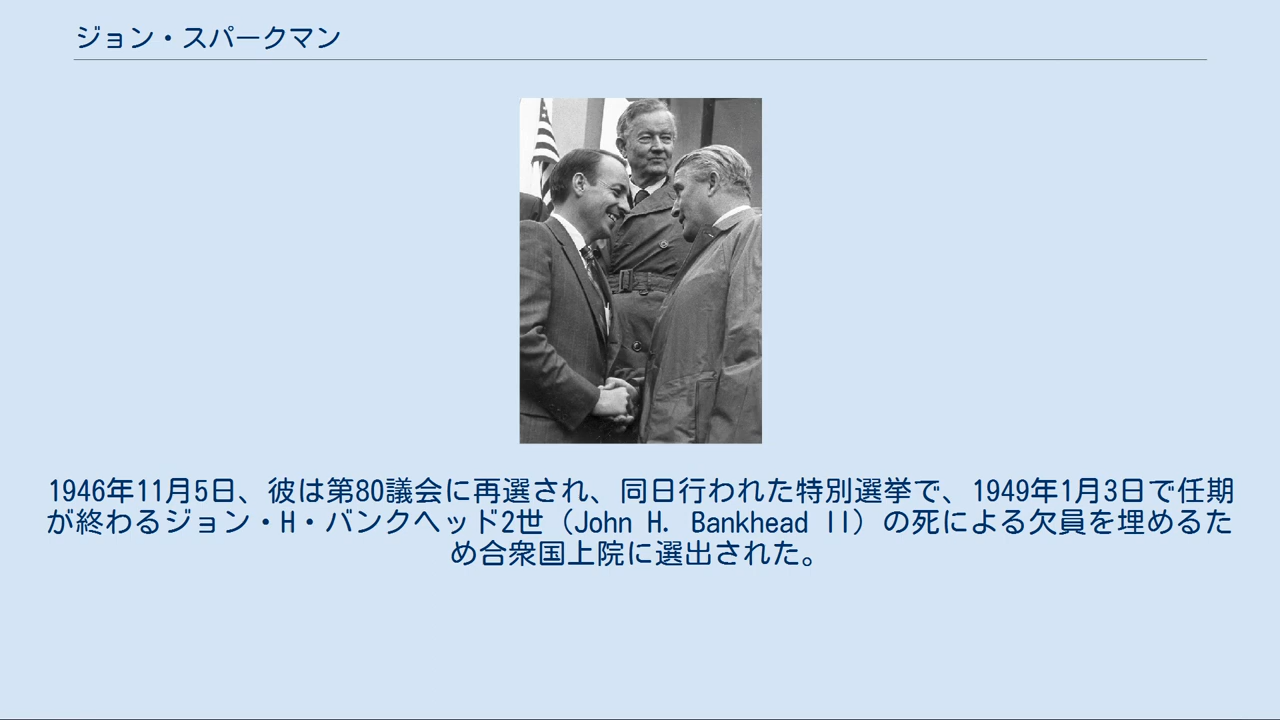 ジョン・スパークマン
1946年11月5日、彼は第80議会に再選され、同日行われた特別選挙で、1949年1月3日で任期
が終わるジョン・H・バンクヘッド2世（John H. Bankhead II）の死による欠員を埋めるた
め合衆国上院に選出された。